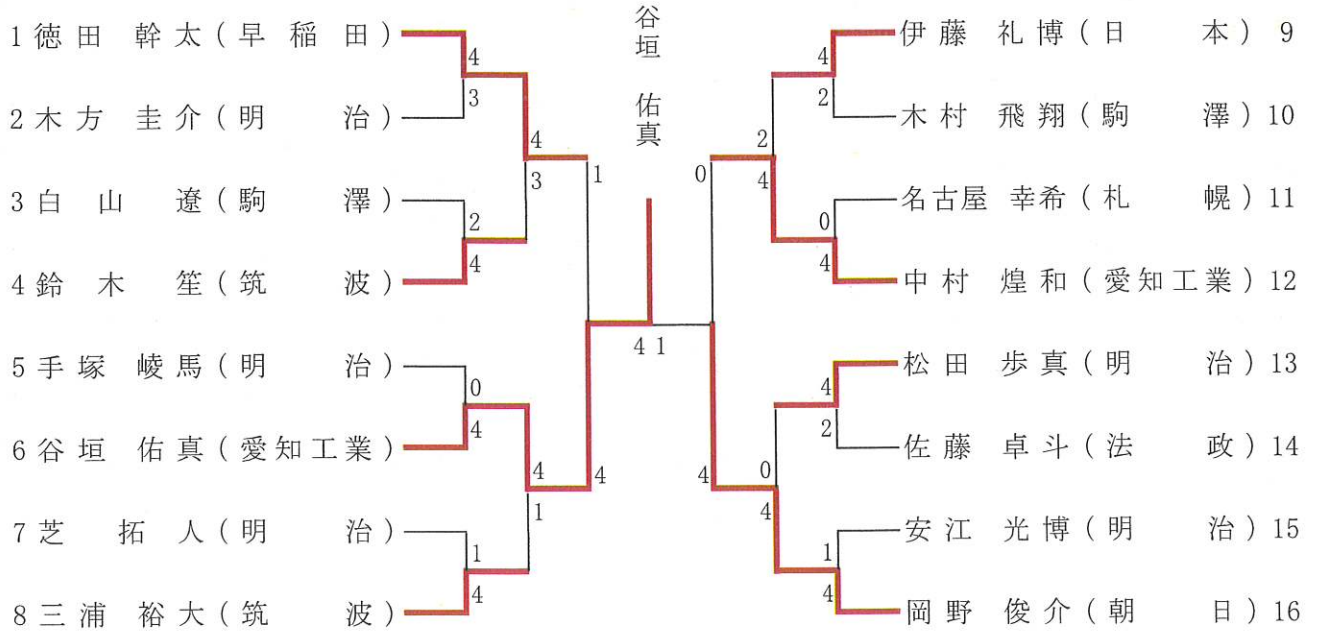 谷垣 佑真
1 徳田 幹太 (早稲田)
4
3
2 木方 圭介 (明 治)
4
3
3 白山 遼 (駒 澤)
2
4
4 鈴木 笙 (筑 波)
1
4
5 手塚 崚馬 (明 治)
0
4
6 谷垣 佑真 (愛知工業)
4
1
7 芝 拓人 (明 治)
1
4
8 三浦 裕大 (筑 波)
4 1
伊藤 礼博 (日 本) 9
4
2
木村 飛翔 (駒 澤) 10
2
4
名古屋 幸希 (札 幌) 11
0
4
中村 煌和 (愛知工業) 12
0
4
松田 歩真 (明 治) 13
4
2
佐藤 卓斗 (法 政) 14
0
4
安江 光博 (明 治) 15
1
4
岡野 俊介 (朝 日) 16